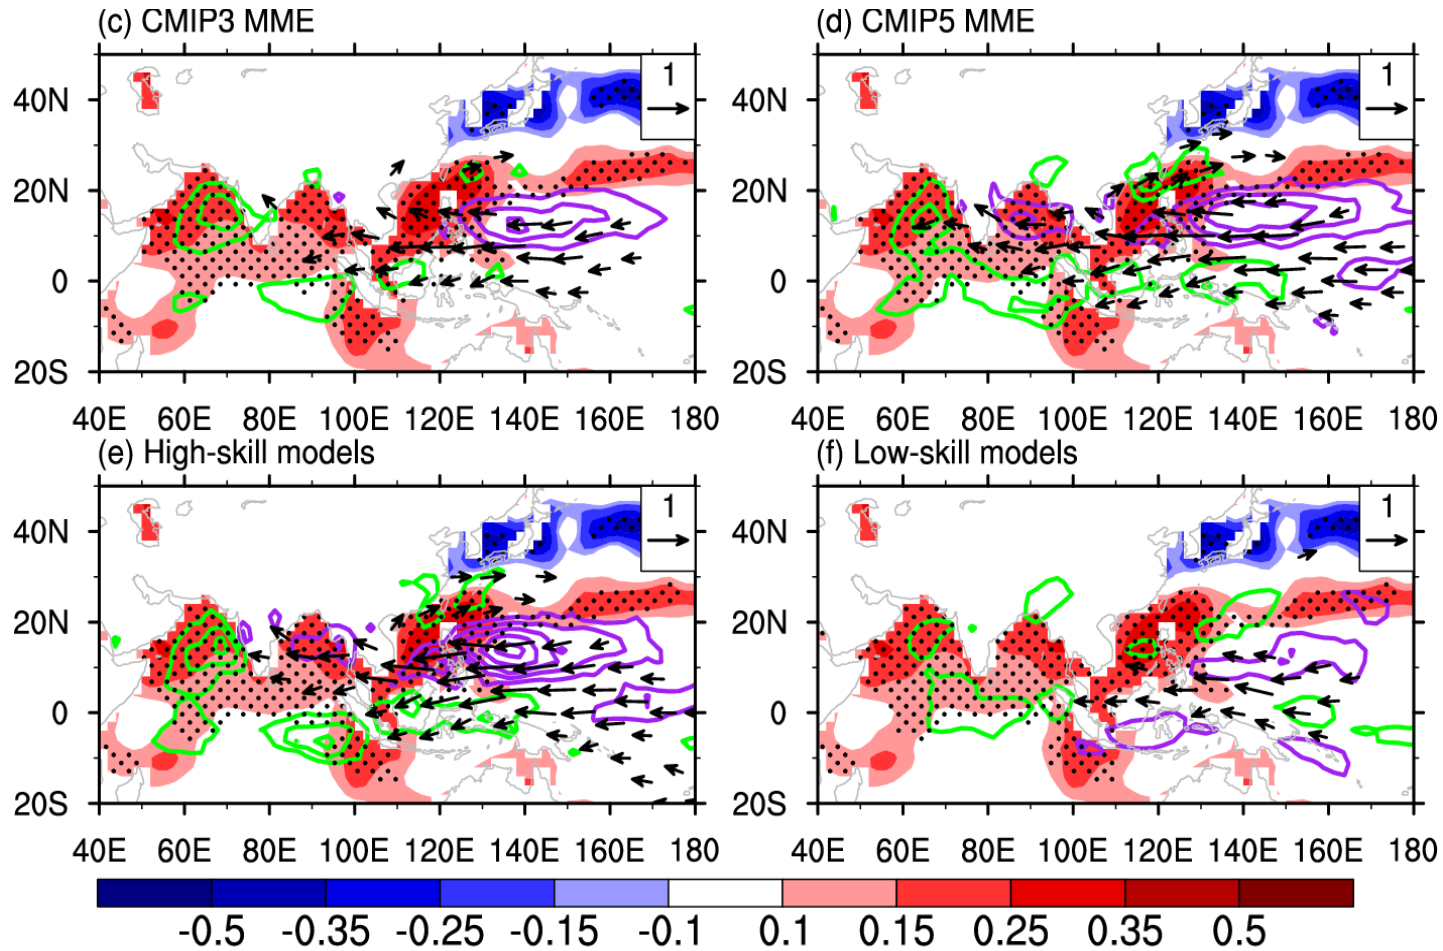 (c) CMIP3 MME
(d) CMIP5 MME
1
1
40N
40N
20N
20N
0
0
20S
20S
40E 60E 80E 100E 120E 140E 160E 180
40E 60E 80E 100E 120E 140E 160E 180
(e) High-skill models
(f) Low-skill models
1
1
40N
40N
20N
20N
0
0
20S
20S
40E 60E 80E 100E 120E 140E 160E 180
40E 60E 80E 100E 120E 140E 160E 180
-0.5 -0.35 -0.25 -0.15 -0.1 0.1 0.15 0.25 0.35 0.5